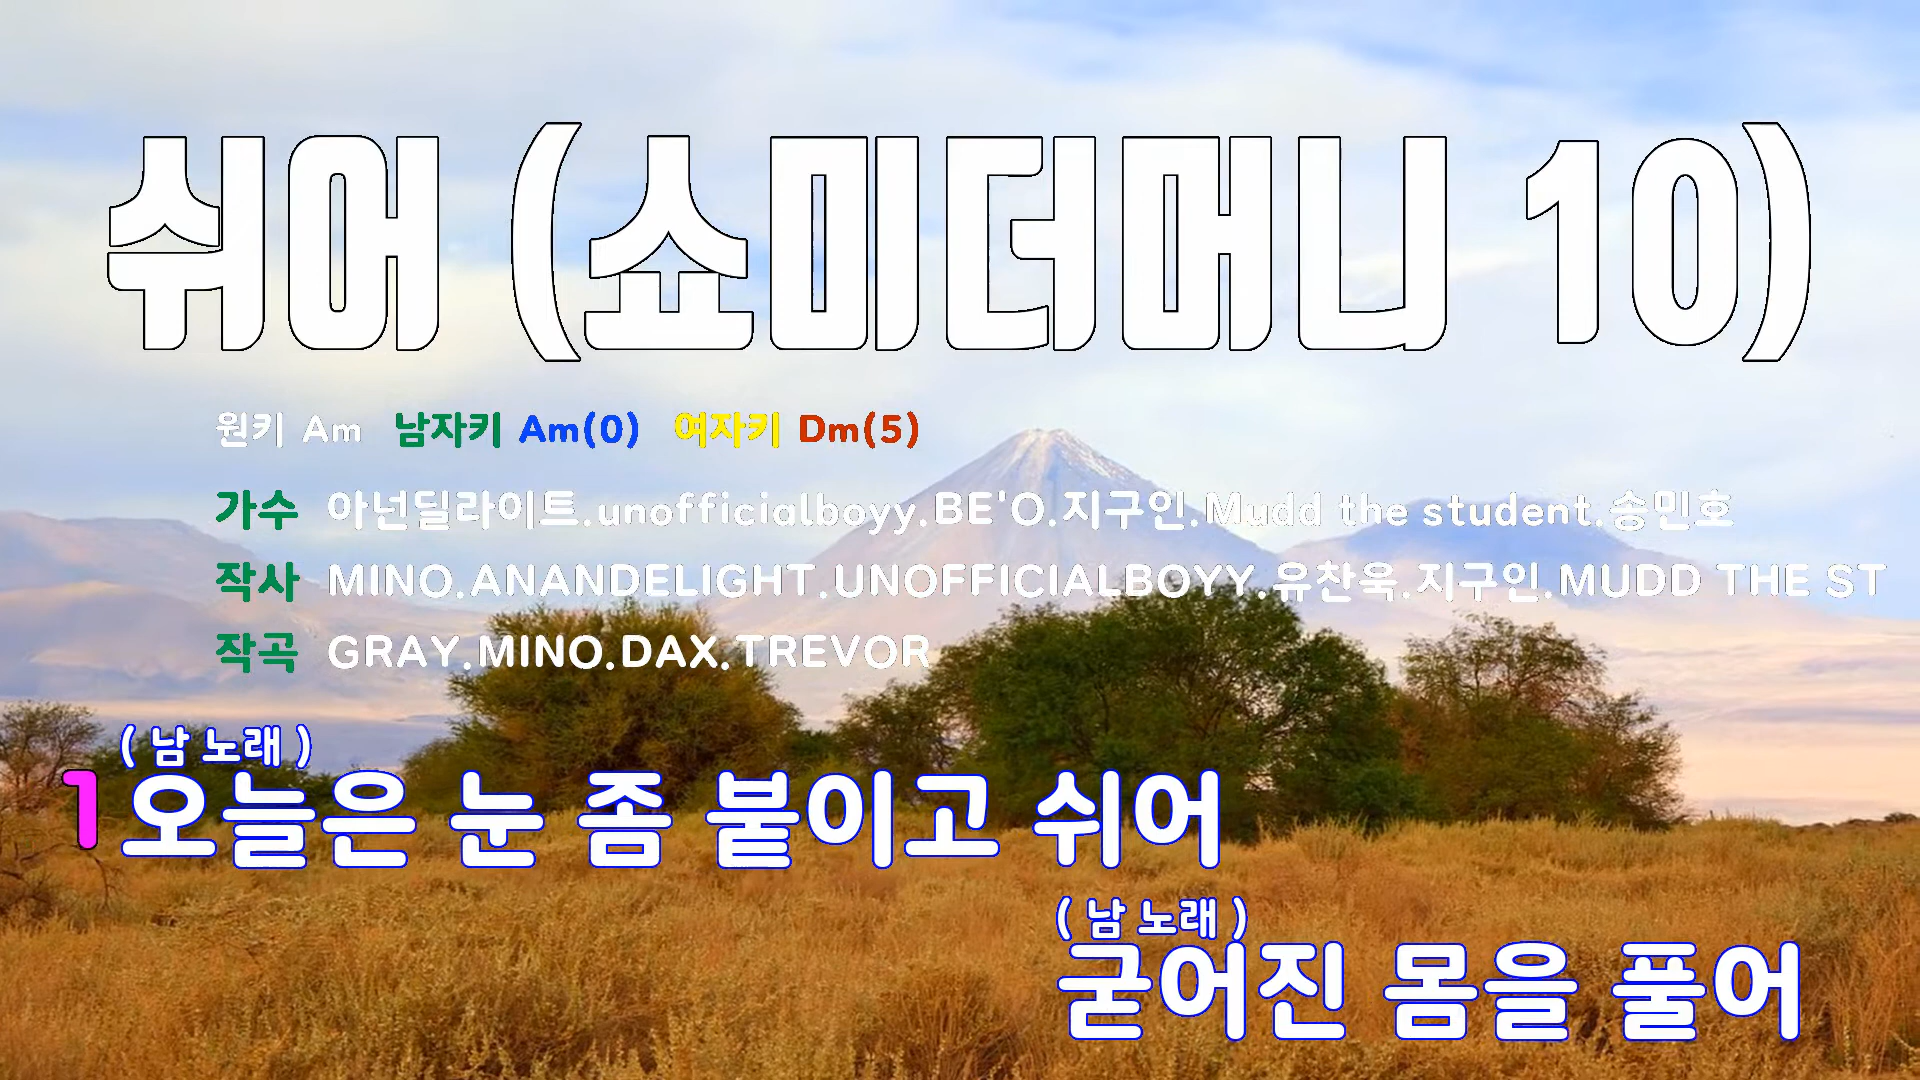 쉬어 (쇼미더머니 10)
원키 Am 남자키 Am(0) 여자키 Dm(5)
가수 아넌딜라이트.unofficialboyy.BE'O.지구인.Mudd the student.송민호
작사 MINO.ANANDELIGHT.UNOFFICIALBOYY.유찬욱.지구인.MUDD THE ST
작곡 GRAY.MINO.DAX.TREVOR
( 남 노래 )
1 오늘은 눈 좀 붙이고 쉬어
( 남 노래 )
굳어진 몸을 풀어